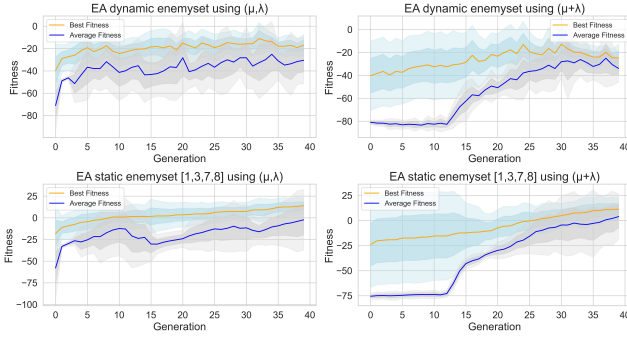 EA dynamic enemyset using (μ,λ)
Best Fitness
Average Fitness
0
−20
−40
−60
−80
Fitness
0 5 10 15 20 25 30 35 40
Generation
EA dynamic enemyset using (μ+λ)
Best Fitness
Average Fitness
0
−20
−40
−60
−80
Fitness
0 5 10 15 20 25 30 35 40
Generation
EA static enemyset [1,3,7,8] using (μ,λ)
Best Fitness
Average Fitness
25
0
−25
−50
−75
−100
Fitness
0 5 10 15 20 25 30 35 40
Generation
EA static enemyset [1,3,7,8] using (μ+λ)
Best Fitness
Average Fitness
25
0
−25
−50
−75
Fitness
0 5 10 15 20 25 30 35 40
Generation